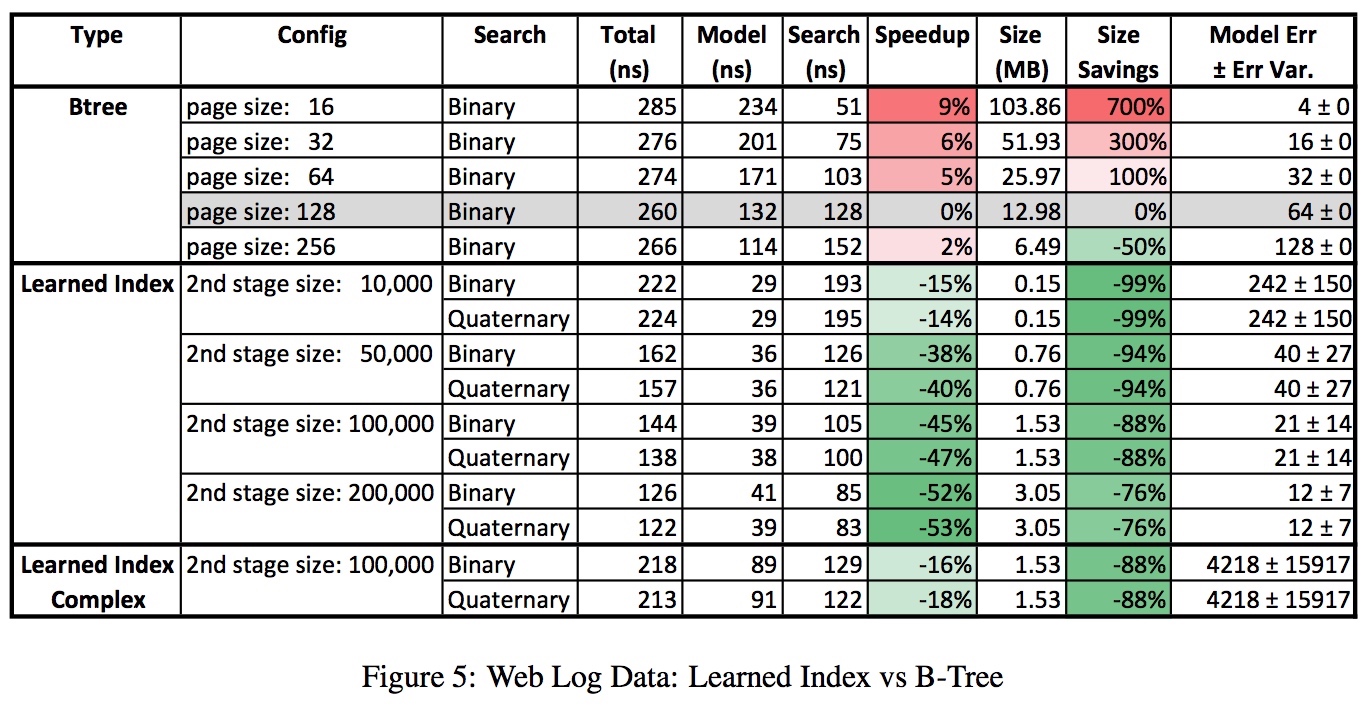 Type Config Search Total (ns) Model (ns) Search (ns) Speedup Size (MB) Size Savings Model Err ± Err Var.
Btree page size: 16 Binary 285 234 51 9% 103.86 700% 4 ± 0
page size: 32 Binary 276 201 75 6% 51.93 300% 16 ± 0
page size: 64 Binary 274 171 103 5% 25.97 100% 32 ± 0
page size: 128 Binary 260 132 128 0% 12.98 0% 64 ± 0
page size: 256 Binary 266 114 152 2% 6.49 -50% 128 ± 0
Learned Index 2nd stage size: 10,000 Binary 222 29 193 -15% 0.15 -99% 242 ± 150
Quaternary 224 29 195 -14% 0.15 -99% 242 ± 150
2nd stage size: 50,000 Binary 162 36 126 -38% 0.76 -94% 40 ± 27
Quaternary 157 36 121 -40% 0.76 -94% 40 ± 27
2nd stage size: 100,000 Binary 144 39 105 -45% 1.53 -88% 21 ± 14
Quaternary 138 38 100 -47% 1.53 -88% 21 ± 14
2nd stage size: 200,000 Binary 126 41 85 -52% 3.05 -76% 12 ± 7
Quaternary 122 39 83 -53% 3.05 -76% 12 ± 7
Learned Index 2nd stage size: 100,000 Binary 218 89 129 -16% 1.53 -88% 4218 ± 15917
Complex Quaternary 213 91 122 -18% 1.53 -88% 4218 ± 15917
Figure 5: Web Log Data: Learned Index vs B-Tree